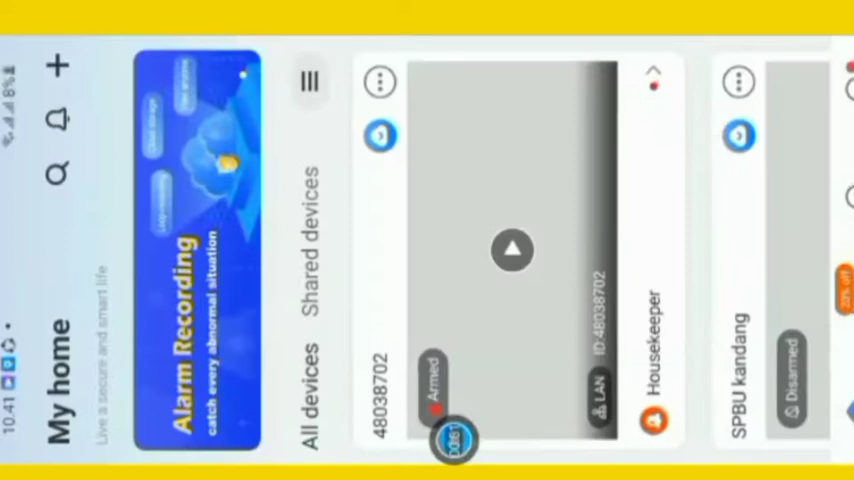 10.41
8%
My home
Live a secure and smart life
Alarm Recording
catch every abnormal situation
All devices
Shared devices
48038702
Armed
LAN
ID:48038702
Housekeeper
SPBU kandang
Disarmed